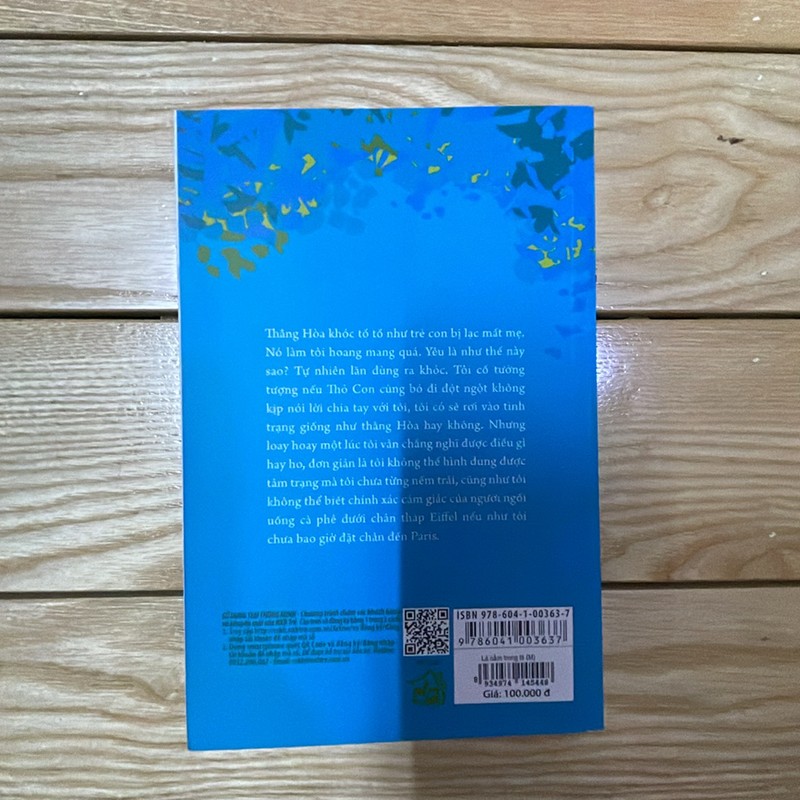 Thằng Hòa khóc tồ tồ như trẻ con bị lạc mất mẹ.
Nó làm tôi hoang mang quá. Yêu là như thế này
sao? Tự nhiên lăn đùng ra khóc. Tôi cố tưởng
tượng nếu Thỏ Con cũng bỏ đi đột ngột không
kịp nói lời chia tay với tôi, tôi có sẽ rơi vào tình
trạng giống như thằng Hòa hay không. Nhưng
loay hoay một lúc tôi vẫn chẳng nghĩ được điều gì
hay ho, đơn giản là tôi không thể hình dung được
tâm trạng mà tôi chưa từng nếm trải, cũng như tôi
không thể biết chính xác cảm giác của người ngồi
uống cà phê dưới chân tháp Eiffel nếu như tôi
chưa bao giờ đặt chân đến Paris.
ISBN 978-604-1-00363-7
9 786041 003637
Lá nằm trong lá (M)
8 934974 145448
Giá: 100.000 đ